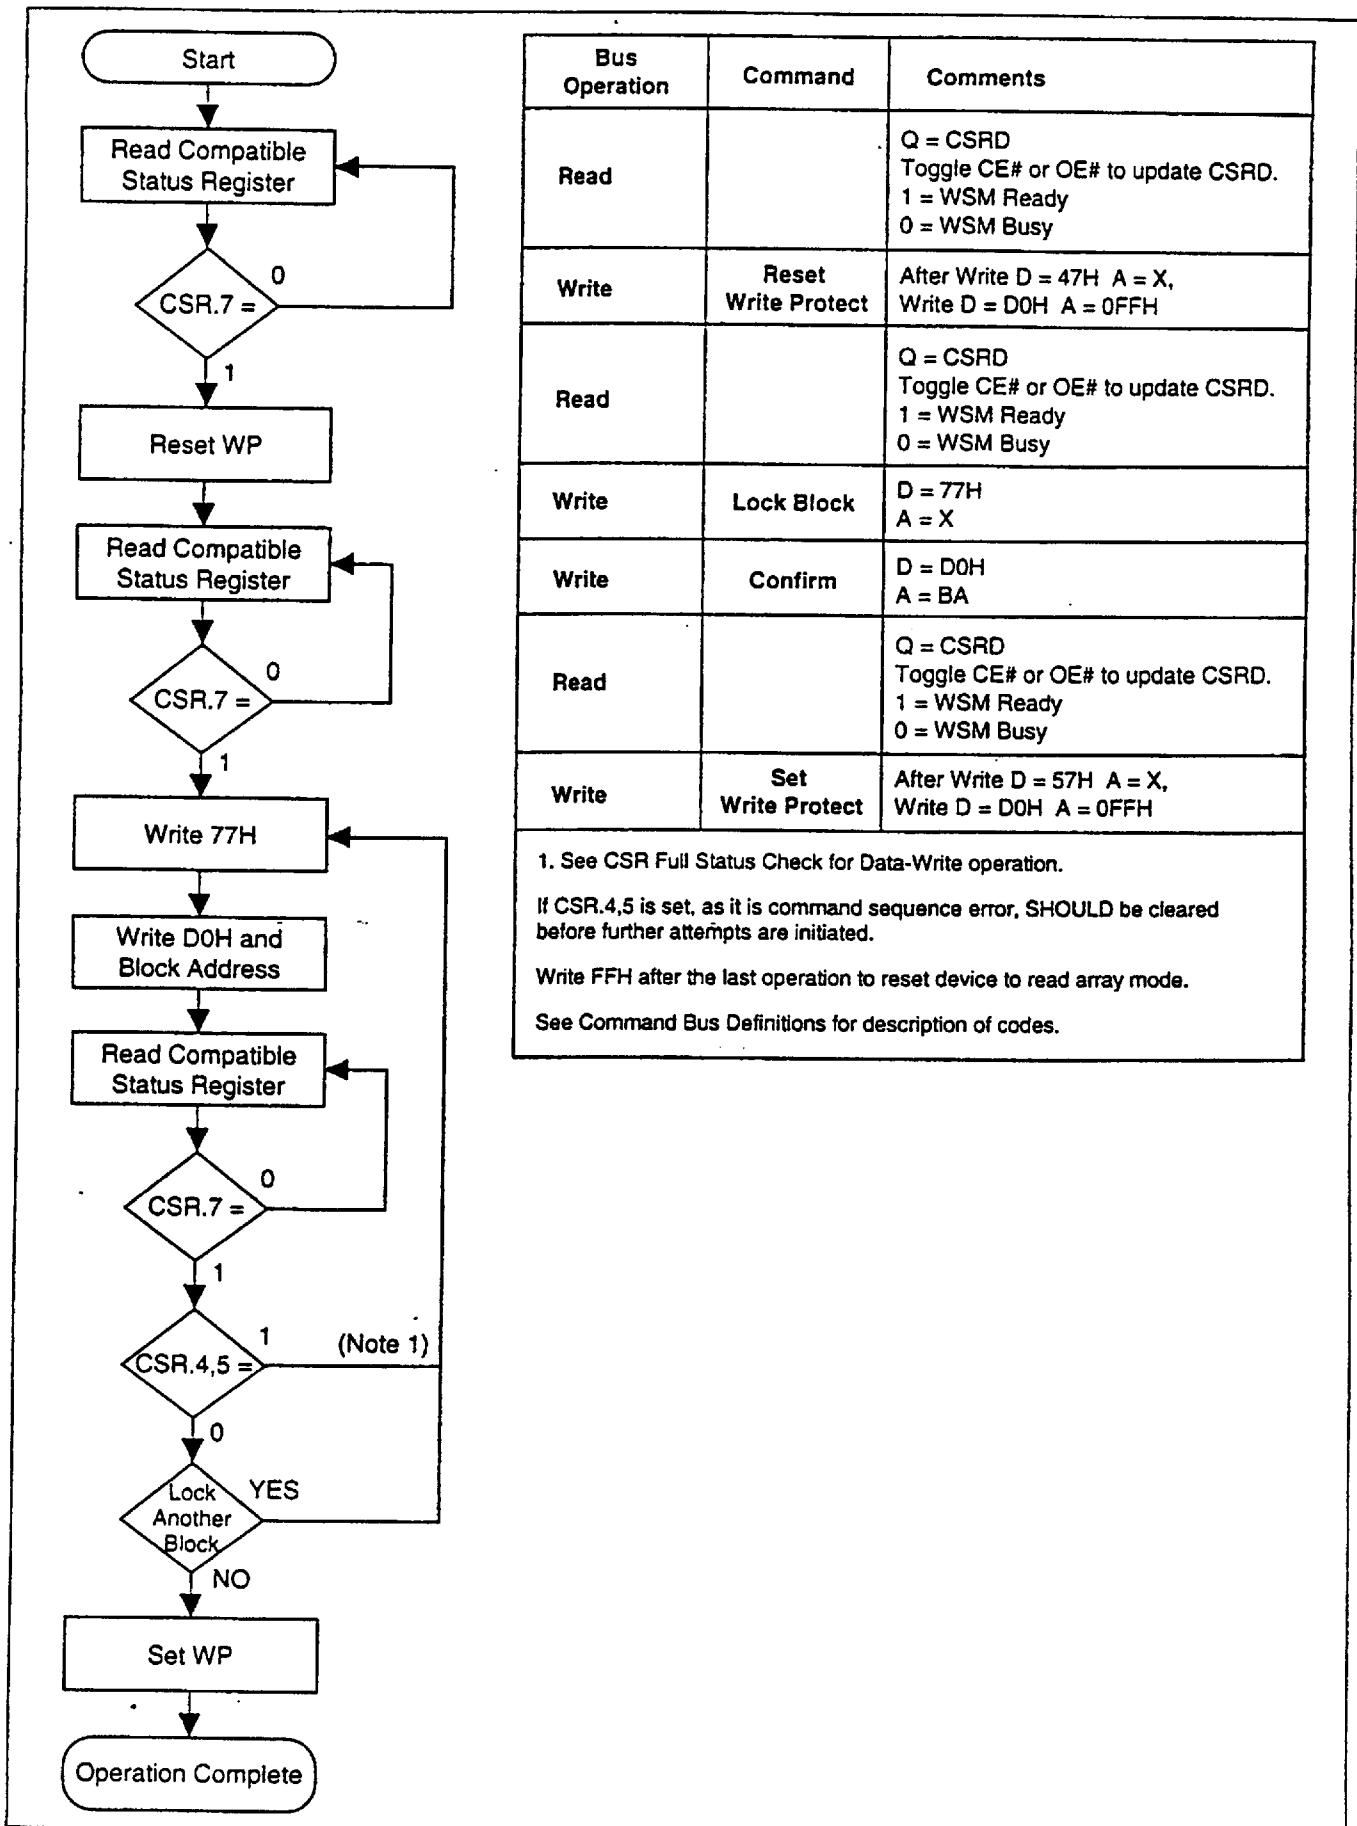 Start
Read Compatible
Status Register
0
CSR.7 =
1
Reset WP
Read Compatible
Status Register
0
CSR.7 =
1
Write 77H
Write D0H and
Block Address
Read Compatible
Status Register
0
CSR.7 =
1
1
(Note 1)
CSR.4,5 =
0
Lock
Another
Block
YES
NO
Set WP
Operation Complete
Bus
Operation
Command
Comments
Read
Q = CSRD
Toggle CE# or OE# to update CSRD.
1 = WSM Ready
0 = WSM Busy
Write
Reset
Write Protect
After Write D = 47H A = X,
Write D = D0H A = 0FFH
Read
Q = CSRD
Toggle CE# or OE# to update CSRD.
1 = WSM Ready
0 = WSM Busy
Write
Lock Block
D = 77H
A = X
Write
Confirm
D = D0H
A = BA
Read
Q = CSRD
Toggle CE# or OE# to update CSRD.
1 = WSM Ready
0 = WSM Busy
Write
Set
Write Protect
After Write D = 57H A = X,
Write D = D0H A = 0FFH
1. See CSR Full Status Check for Data-Write operation.
If CSR.4,5 is set, as it is command sequence error, SHOULD be cleared
before further attempts are initiated.
Write FFH after the last operation to reset device to read array mode.
See Command Bus Definitions for description of codes.